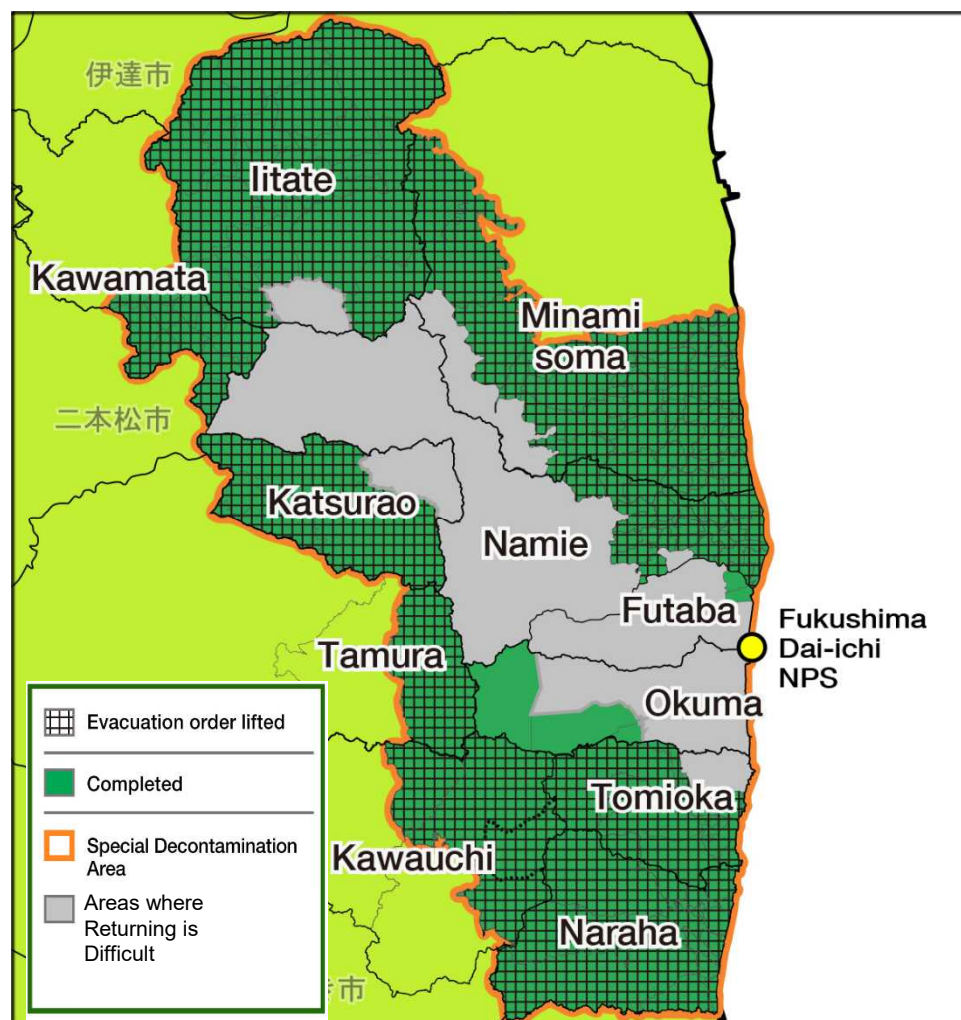 伊達市
Iitate
Kawamata
Minami
soma
二本松市
Katsurao
Namie
Futaba
Fukushima
Dai-ichi
NPS
Tamura
Okuma
Tomioka
Kawauchi
Naraha
Evacuation order lifted
Completed
Special Decontamination
Area
Areas where
Returning is
Difficult
市